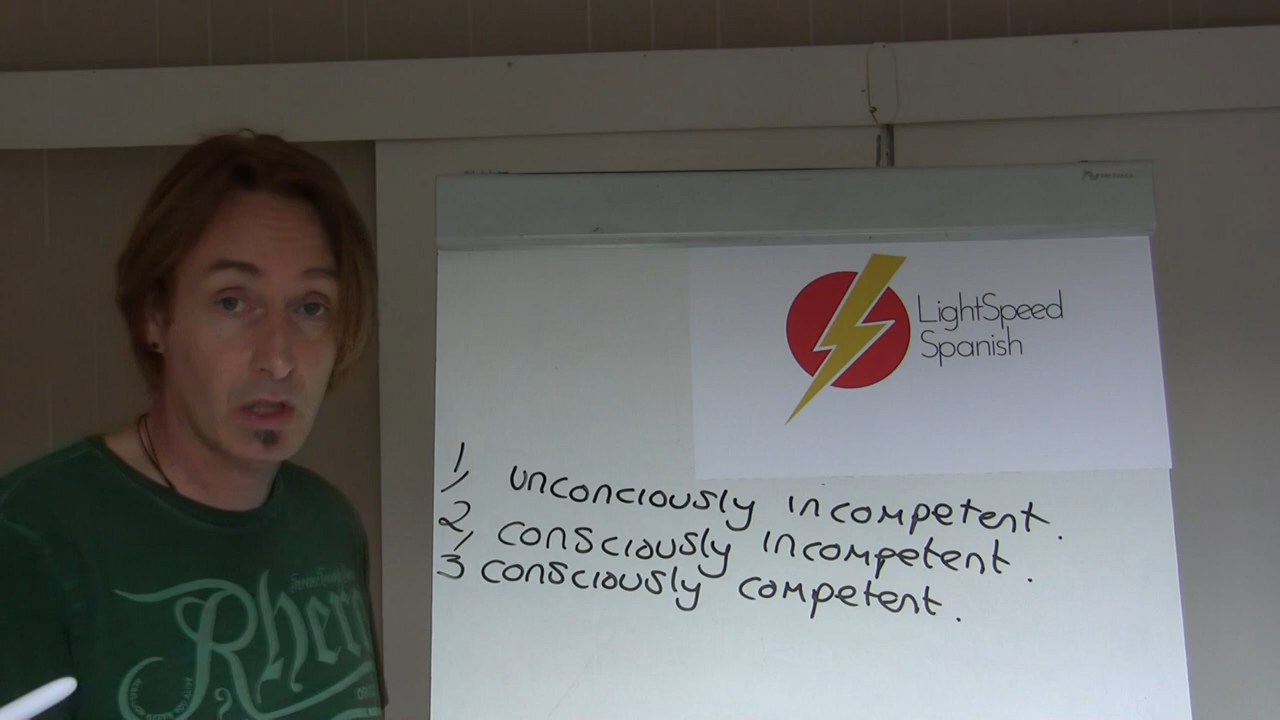 LightSpeed
Spanish
1, unconciously incompetent.
2, consciously incompetent.
3 consciously competent.